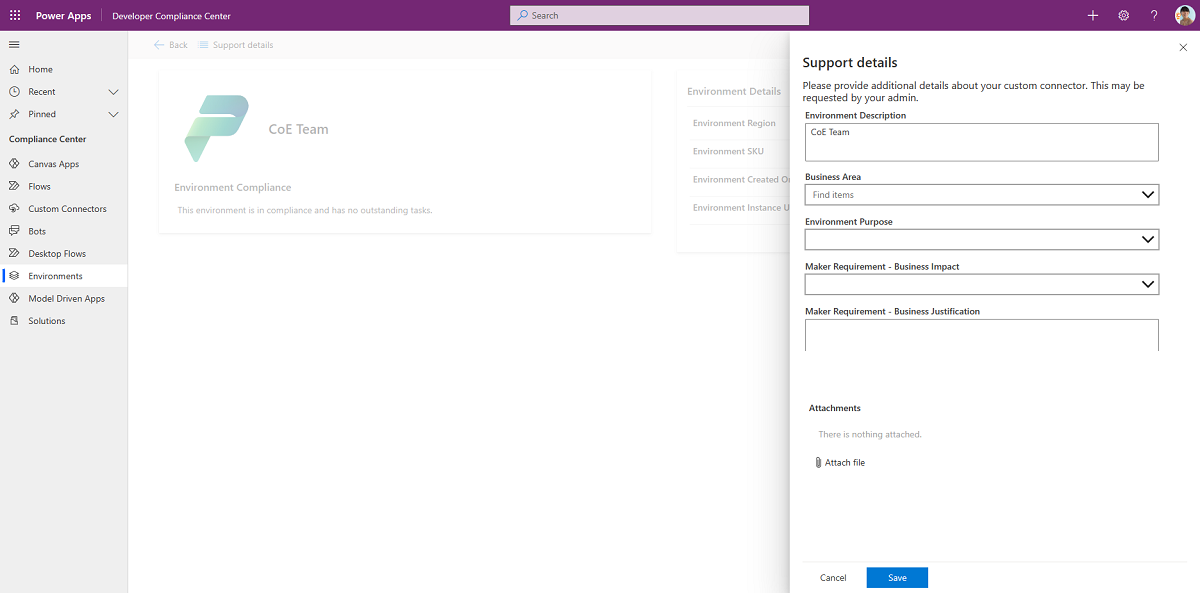 Power Apps
Developer Compliance Center
Search
Home
Recent
Pinned
Compliance Center
Canvas Apps
Flows
Custom Connectors
Bots
Desktop Flows
Environments
Model Driven Apps
Solutions
Back
Support details
CoE Team
Environment Compliance
This environment is in compliance and has no outstanding tasks.
Environment Details
Environment Region
Environment SKU
Environment Created
Environment Instance
Support details
Please provide additional details about your custom connector. This may be
requested by your admin.
Environment Description
CoE Team
Business Area
Find items
Environment Purpose
Maker Requirement - Business Impact
Maker Requirement - Business Justification
Attachments
There is nothing attached.
Attach file
Cancel
Save